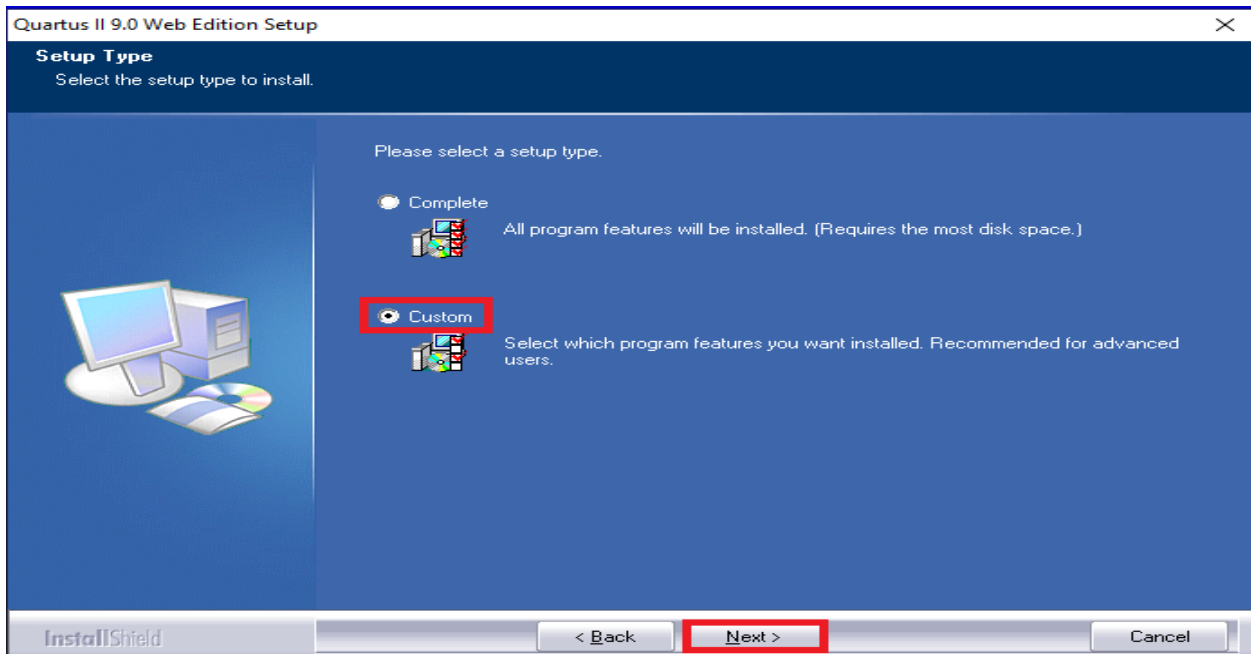 Quartus II 9.0 Web Edition Setup
Setup Type
Select the setup type to install.
Please select a setup type.
Complete
All program features will be installed. (Requires the most disk space.)
Custom
Select which program features you want installed. Recommended for advanced
users.
InstallShield
< Back
Next >
Cancel